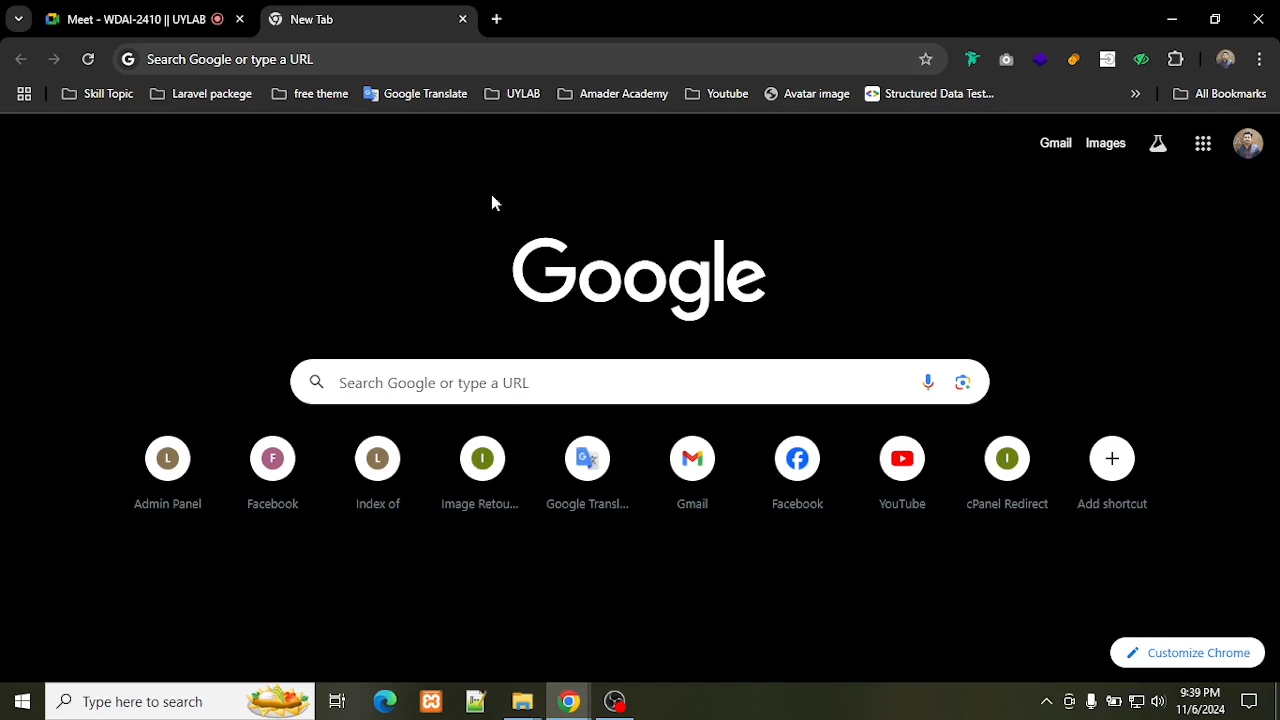 Meet - WDAI-2410 || UYLAB
New Tab
Search Google or type a URL
Skill Topic
Laravel packege
free theme
Google Translate
UYLAB
Amader Academy
Youtube
Avatar image
Structured Data Test...
All Bookmarks
Gmail
Images
Google
Search Google or type a URL
L
F
L
I
I
Admin Panel
Facebook
Index of
Image Retou...
Google Transl...
Gmail
Facebook
YouTube
cPanel Redirect
Add shortcut
Customize Chrome
Type here to search
9:39 PM
11/6/2024